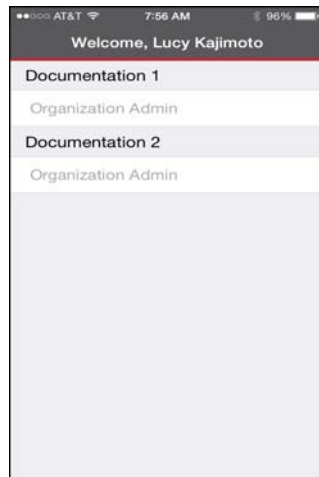 AT&T 7:56 AM 96%
Welcome, Lucy Kajimoto
Documentation 1
Organization Admin
Documentation 2
Organization Admin